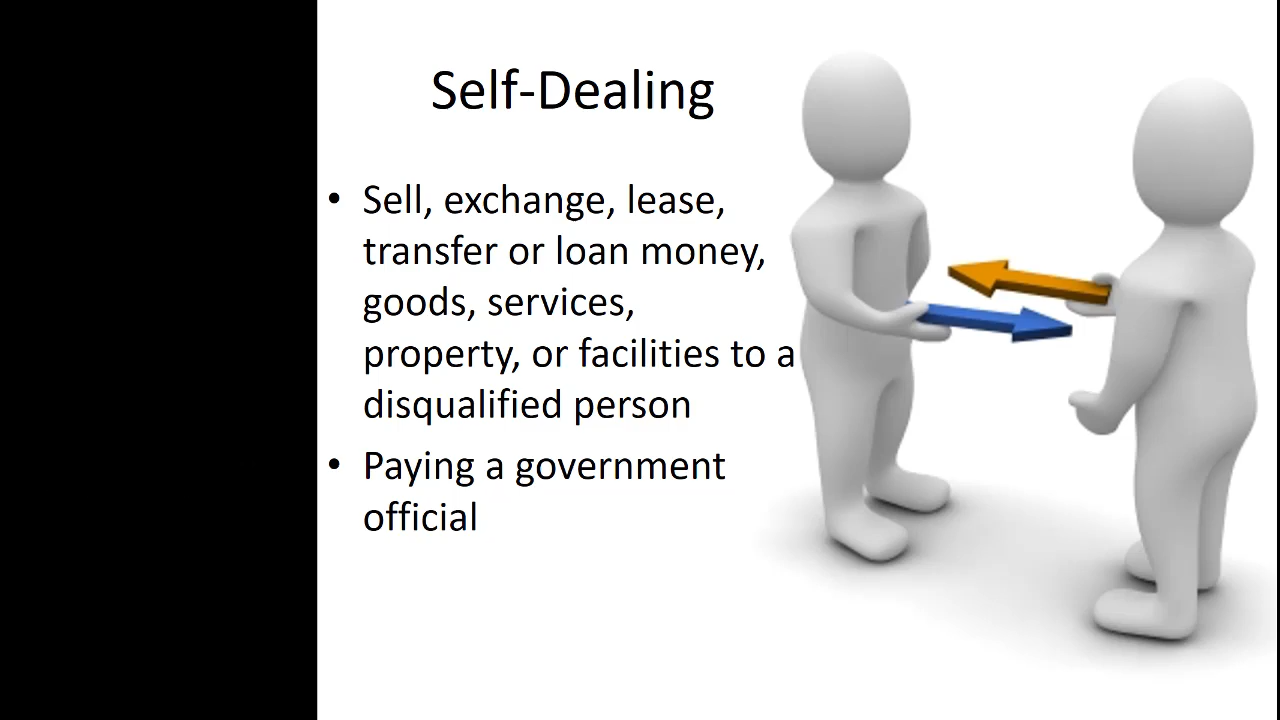 Self-Dealing
• Sell, exchange, lease,
transfer or loan money,
goods, services,
property, or facilities to a
disqualified person
• Paying a government
official